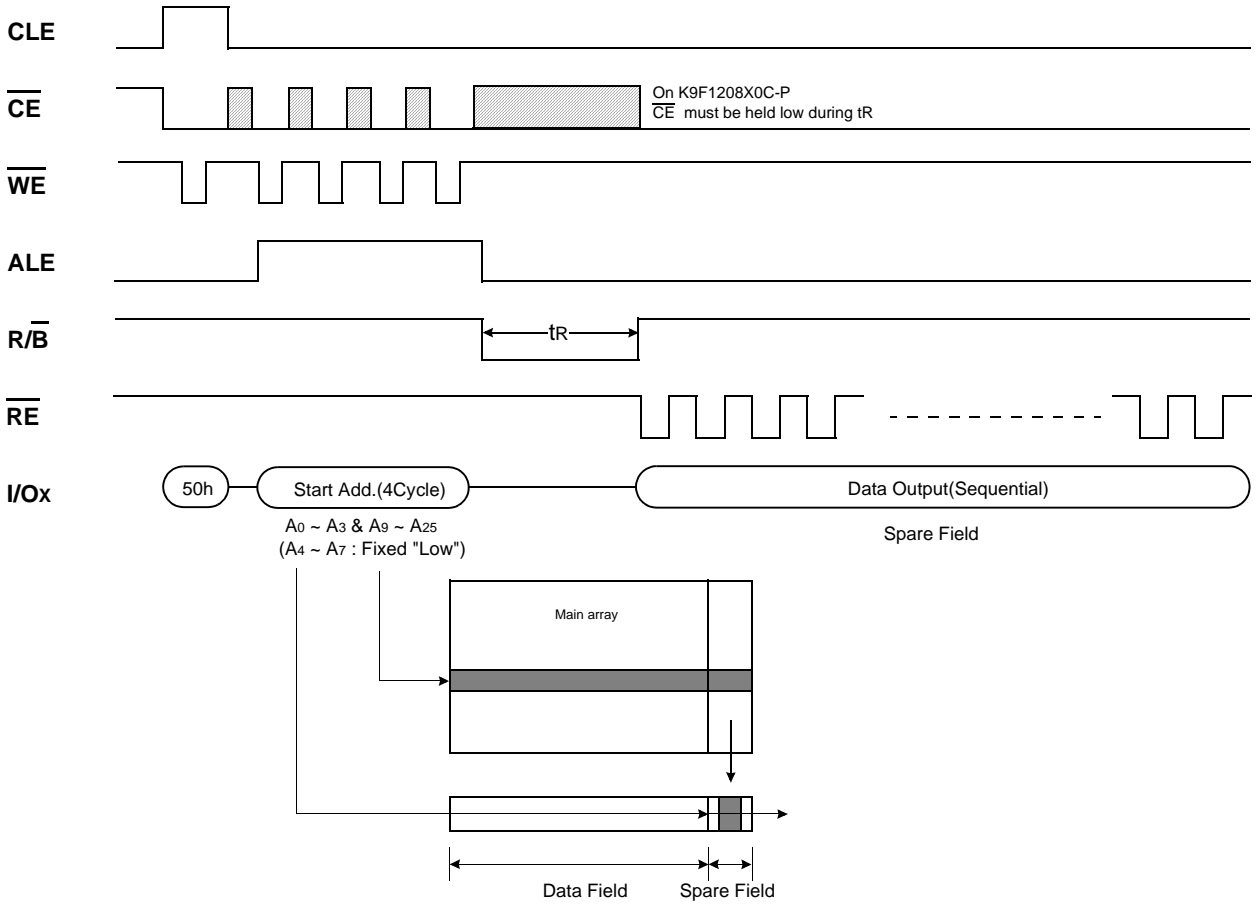 CLE
CE
On K9F1208X0C-P
CE must be held low during tR
WE
ALE
R/B
tR
RE
I/Ox
50h
Start Add.(4Cycle)
Data Output(Sequential)
A0 ~ A3 & A9 ~ A25
(A4 ~ A7 : Fixed "Low")
Spare Field
Main array
Data Field
Spare Field